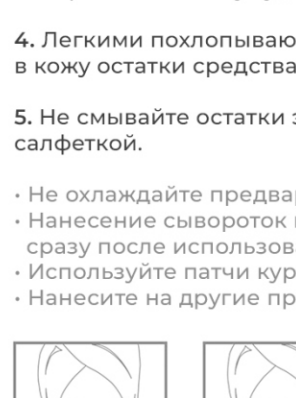 4. Легкими похлопываю
в кожу остатки средства
5. Не смывайте остатки
салфеткой.
• Не охлаждайте предва
• Нанесение сывороток
сразу после использов
• Используйте патчи кур
• Нанесите на другие пр